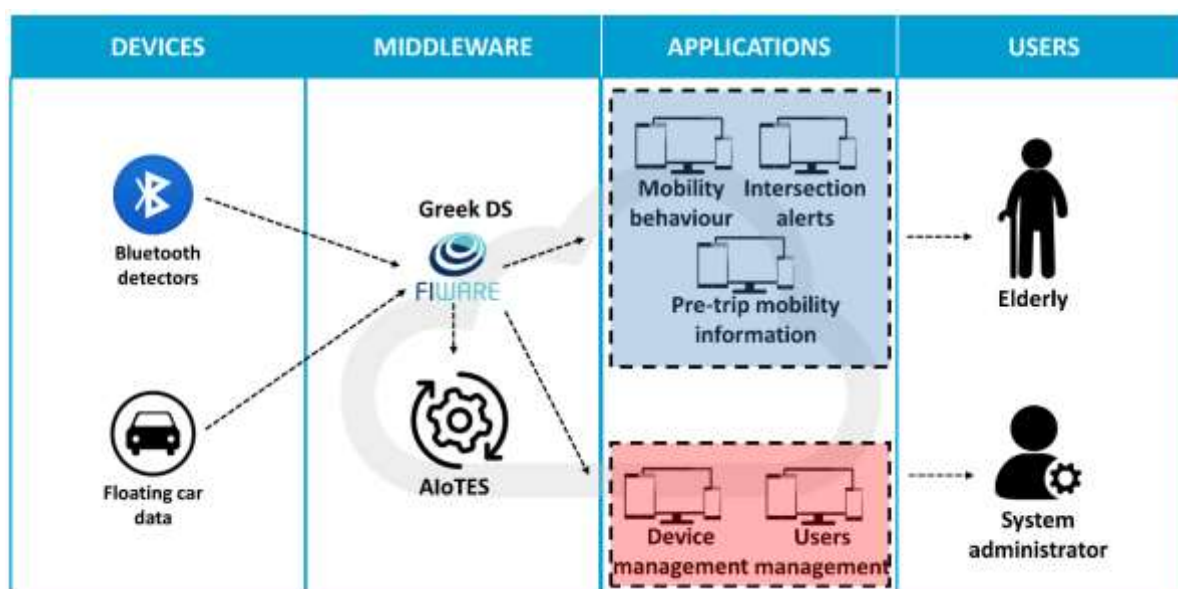 DEVICES
MIDDLEWARE
APPLICATIONS
USERS
Bluetooth
detectors
Floating car
data
Greek DS
FIWARE
AIoTES
Mobility
behaviour
Intersection
alerts
Pre-trip mobility
information
Device
management
Users
management
Elderly
System
administrator